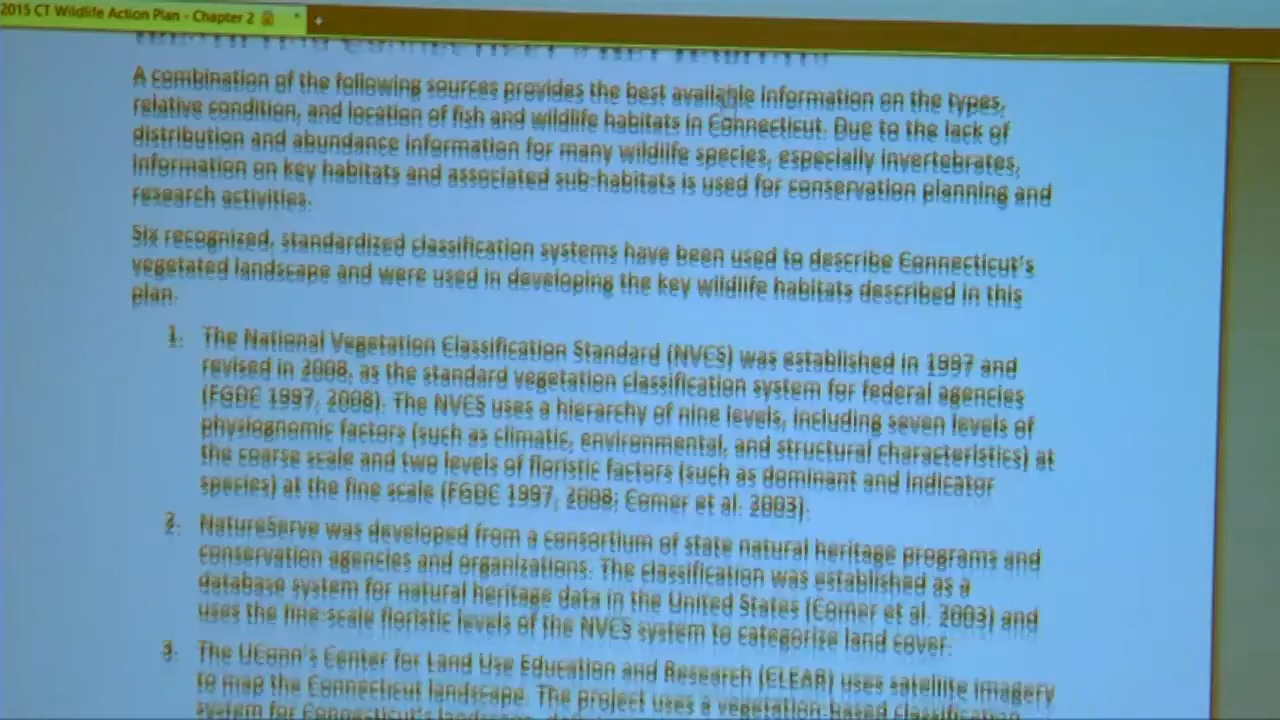 2015 CT Wildlife Action Plan - Chapter 2
A combination of the following sources provides the best available information on the types,
relative condition, and location of fish and wildlife habitats in Connecticut. Due to the lack of
distribution and abundance information for many wildlife species, especially invertebrates,
information on key habitats and associated sub-habitats is used for conservation planning and
research activities.
Six recognized, standardized classification systems have been used to describe Connecticut's
vegetated landscape and were used in developing the key wildlife habitats described in this
plan.
1. The National Vegetation Classification Standard (NVCS) was established in 1997 and
revised in 2008, as the standard vegetation classification system for federal agencies
(FGDC 1997, 2008). The NVCS uses a hierarchy of nine levels, including seven levels of
physiognomic factors (such as climatic, environmental, and structural characteristics) at
the coarse scale and two levels of floristic factors (such as dominant and indicator
species) at the fine scale (FGDC 1997, 2008; Comer et al. 2003).
2. NatureServe was developed from a consortium of state natural heritage programs and
conservation agencies and organizations. The classification was established as a
database system for natural heritage data in the United States (Comer et al. 2003) and
uses the fine-scale floristic levels of the NVCS system to categorize land cover.
3. The UConn's Center for Land Use Education and Research (CLEAR) uses satellite imagery
to map the Connecticut landscape. The project uses a vegetation-based classification
system for Connecticut's landscape,